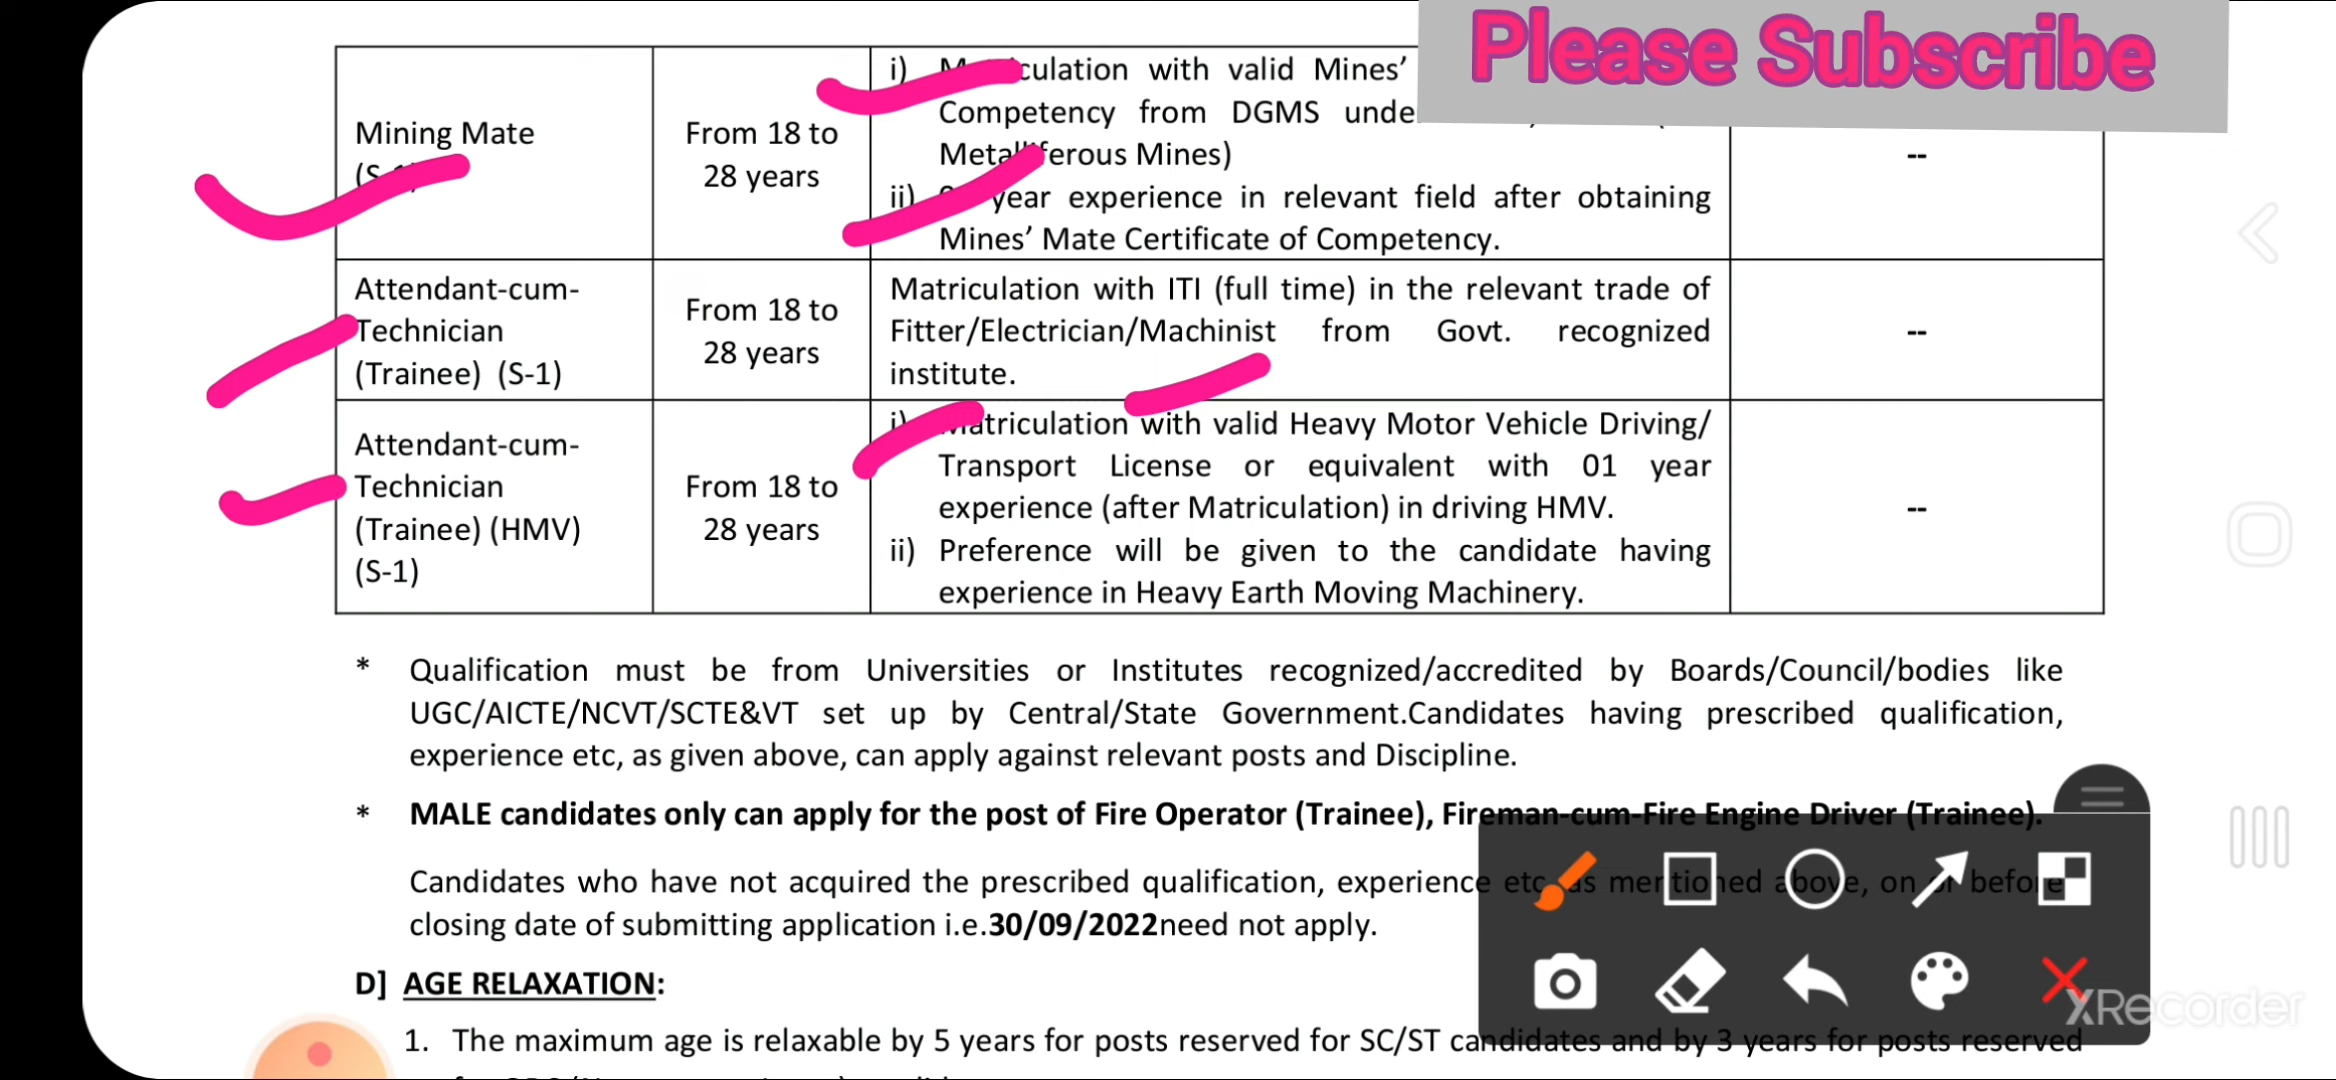 Please Subscribe
Mining Mate
From 18 to
28 years
i) culation with valid Mines’
Competency from DGMS
Metalliferous Mines)
ii) year experience in relevant field after obtaining
Mines’ Mate Certificate of Competency.
--
Attendant-cum-
Technician
(Trainee) (S-1)
From 18 to
28 years
Matriculation with ITI (full time) in the relevant trade of
Fitter/Electrician/Machinist from Govt. recognized
institute.
--
Attendant-cum-
Technician
(Trainee) (HMV)
(S-1)
From 18 to
28 years
i) Matriculation with valid Heavy Motor Vehicle Driving/
Transport License or equivalent with 01 year
experience (after Matriculation) in driving HMV.
ii) Preference will be given to the candidate having
experience in Heavy Earth Moving Machinery.
--
* Qualification must be from Universities or Institutes recognized/accredited by Boards/Council/bodies like
UGC/AICTE/NCVT/SCTE&VT set up by Central/State Government.Candidates having prescribed qualification,
experience etc, as given above, can apply against relevant posts and Discipline.
* MALE candidates only can apply for the post of Fire Operator (Trainee), Fireman-cum-Fire Engine Driver (Trainee).
Candidates who have not acquired the prescribed qualification, experience etc as mentioned above, on or before
closing date of submitting application i.e.30/09/2022need not apply.
D] AGE RELAXATION:
1. The maximum age is relaxable by 5 years for posts reserved for SC/ST candidates and by 3 years for posts reserved
XRecorder